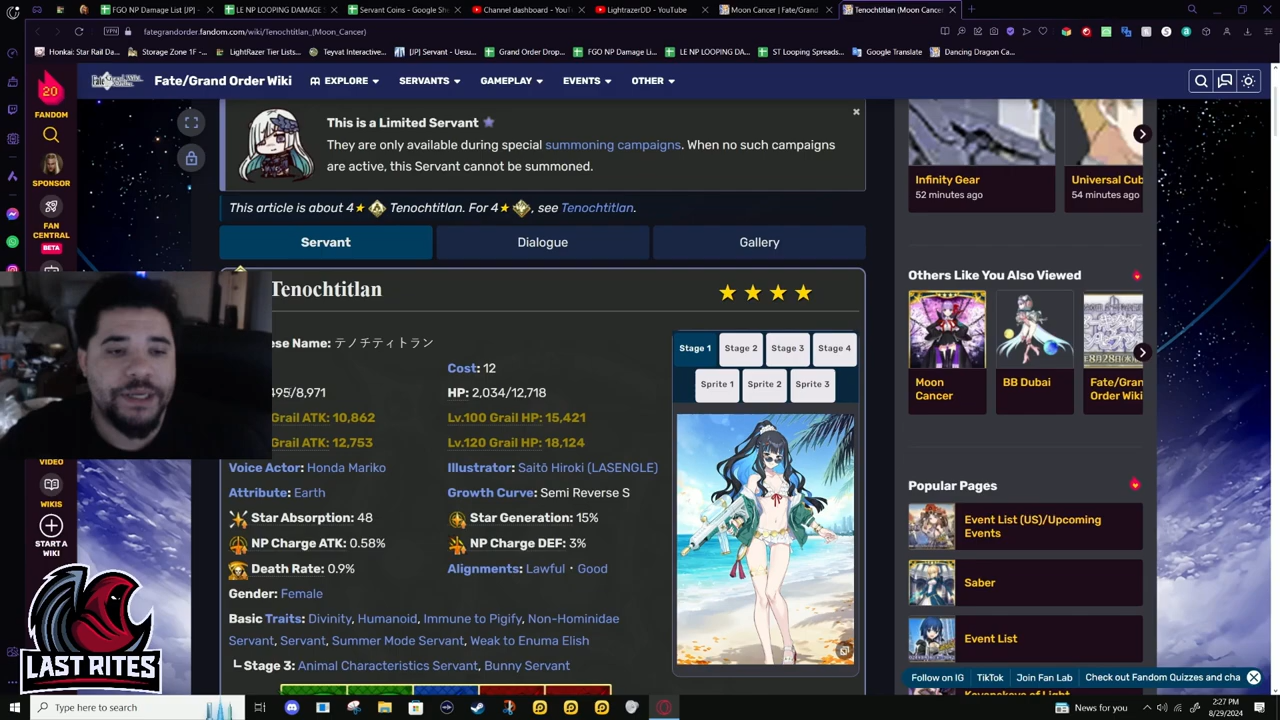 FGO NP Damage List [JP] -
LE NP LOOPING DAMAGE
Servant Coins - Google She
Channel dashboard - YouT
LightrazerDD - YouTube
Moon Cancer | Fate/Grand
Tenochtitlan (Moon Cancer
VPN
fategrandorder.fandom.com/wiki/Tenochtitlan_(Moon_Cancer)
Honkai: Star Rail Da...
Storage Zone 1F -...
LightRazer Tier Lists...
Teyvat Interactive...
[JP] Servant - Uesu...
Grand Order Drop...
FGO NP Damage Li...
LE NP LOOPING DA...
ST Looping Spreads...
Google Translate
Dancing Dragon Ca...
20
FANDOM
Fate/Grand Order Wiki
EXPLORE
SERVANTS
GAMEPLAY
EVENTS
OTHER
This is a Limited Servant
They are only available during special summoning campaigns. When no such campaigns
are active, this Servant cannot be summoned.
Infinity Gear
52 minutes ago
Universal Cub
54 minutes ago
SPONSOR
This article is about 4★ Tenochtitlan. For 4★, see Tenochtitlan.
FAN
CENTRAL
BETA
Servant
Dialogue
Gallery
Others Like You Also Viewed
Tenochtitlan
Stage 1
Stage 2
Stage 3
Stage 4
Sprite 1
Sprite 2
Sprite 3
Moon
Cancer
BB Dubai
Fate/Gran
Order Wiki
ese Name: テノチティトラン
Cost: 12
495/8,971
HP: 2,034/12,718
Grail ATK: 10,862
Lv.100 Grail HP: 15,421
Grail ATK: 12,753
Lv.120 Grail HP: 18,124
Voice Actor: Honda Mariko
Illustrator: Saitō Hiroki (LASENGLE)
Attribute: Earth
Growth Curve: Semi Reverse S
Star Absorption: 48
Star Generation: 15%
NP Charge ATK: 0.58%
NP Charge DEF: 3%
Death Rate: 0.9%
Alignments: Lawful・Good
Gender: Female
Basic Traits: Divinity, Humanoid, Immune to Pigify, Non-Hominidae
Servant, Servant, Summer Mode Servant, Weak to Enuma Elish
┗ Stage 3: Animal Characteristics Servant, Bunny Servant
VIDEO
WIKIS
START A
WIKI
Popular Pages
Event List (US)/Upcoming
Events
Saber
Event List
Follow on IG
TikTok
Join Fan Lab
Check out Fandom Quizzes and cha
LAST RITES
Type here to search
News for you
2:27 PM
8/29/2024